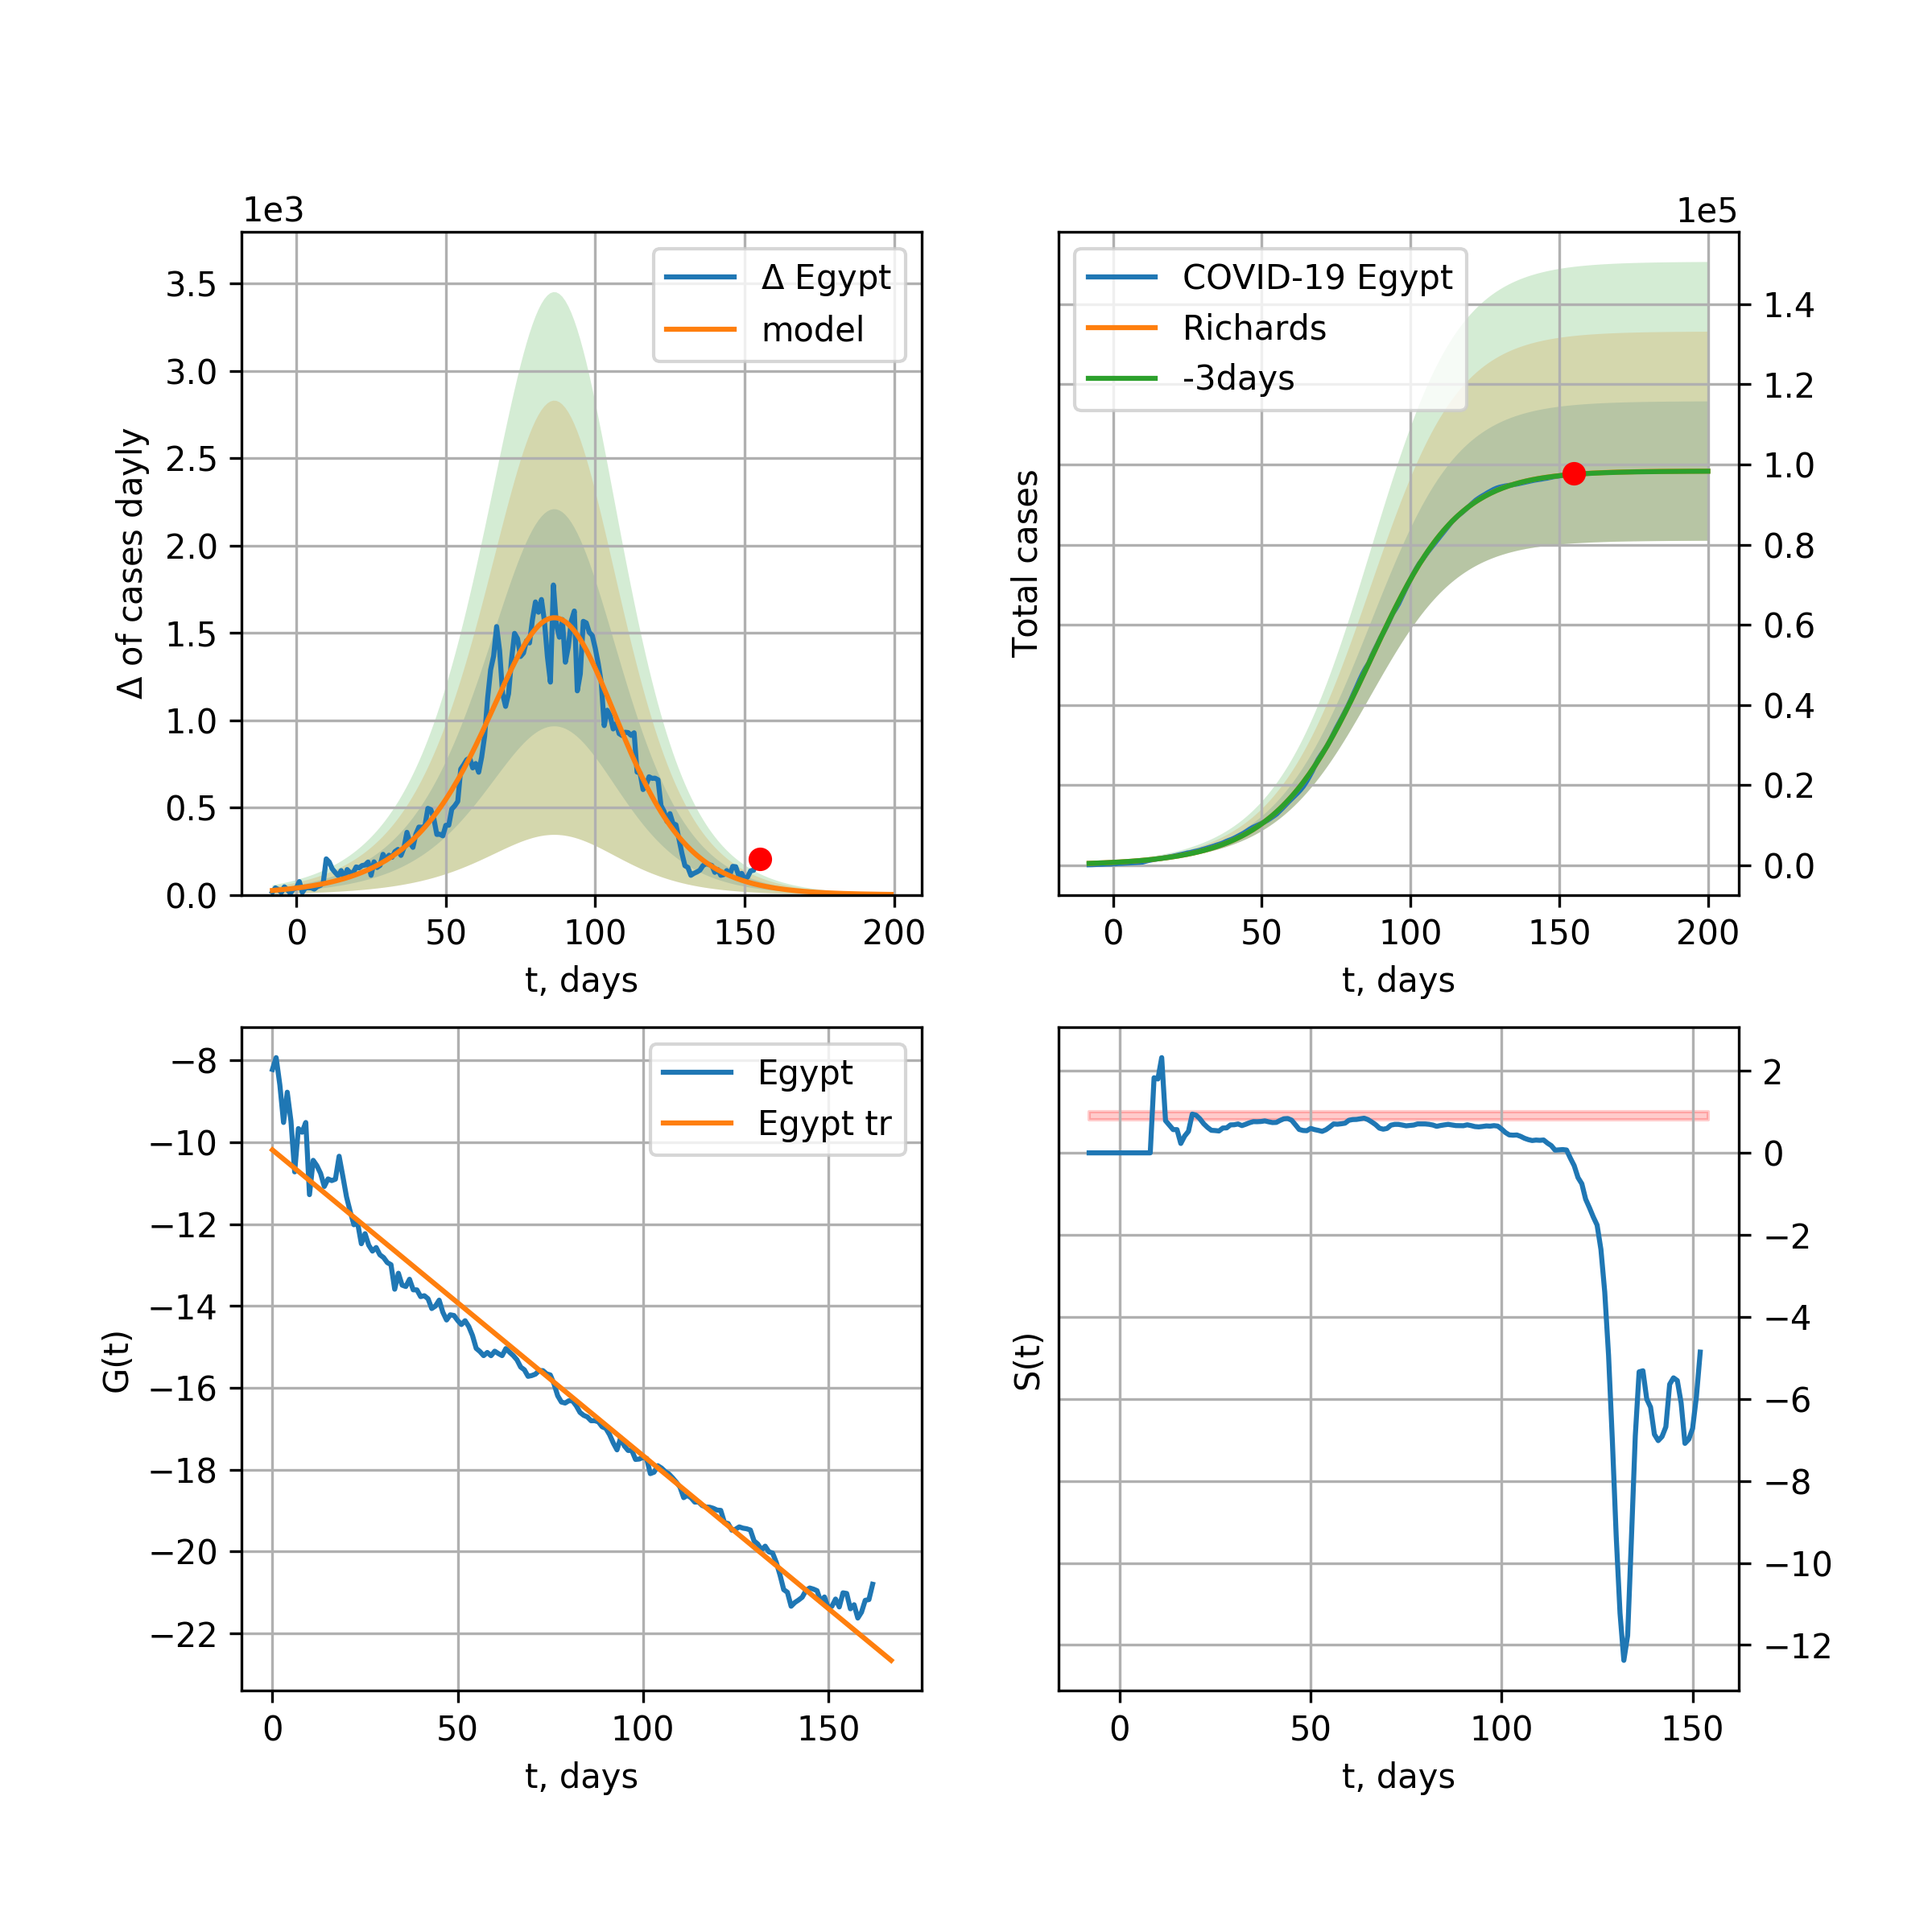 1e3
Δ of cases dayly
3.5
3.0
2.5
2.0
1.5
1.0
0.5
0.0
Δ Egypt
model
0 50 100 150 200
t, days
1e5
Total cases
COVID-19 Egypt
Richards
-3days
1.4
1.2
1.0
0.8
0.6
0.4
0.2
0.0
0 50 100 150 200
t, days
G(t)
−8
−10
−12
−14
−16
−18
−20
−22
Egypt
Egypt tr
0 50 100 150
t, days
S(t)
2
0
−2
−4
−6
−8
−10
−12
0 50 100 150
t, days